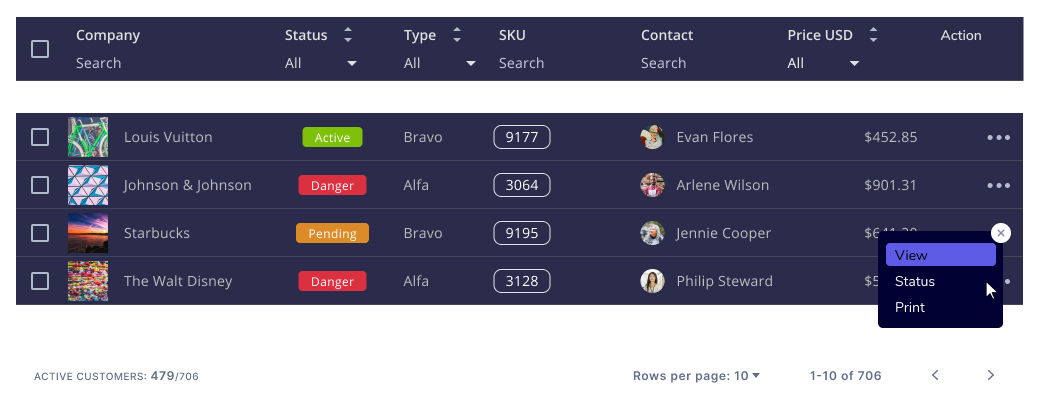 Company Status Type SKU Contact Price USD Action
Search All All Search Search All
Louis Vuitton Active Bravo 9177 Evan Flores $452.85
Johnson & Johnson Danger Alfa 3064 Arlene Wilson $901.31
Starbucks Pending Bravo 9195 Jennie Cooper
View
The Walt Disney Danger Alfa 3128 Philip Steward
Status
Print
ACTIVE CUSTOMERS: 479/706 Rows per page: 10 1-10 of 706